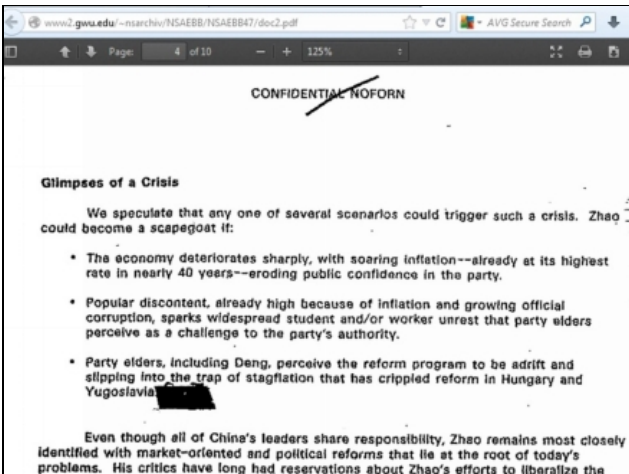 www2.gwu.edu/~nsarchiv/NSAEBB/NSAEBB47/doc2.pdf
AVG Secure Search
Page: 4 of 10 − + 125%
CONFIDENTIAL NOFORN
Glimpses of a Crisis
We speculate that any one of several scenarios could trigger such a crisis. Zhao
could become a scapegoat if:
• The economy deteriorates sharply, with soaring inflation--already at its highest
rate in nearly 40 years--eroding public confidence in the party.
• Popular discontent, already high because of inflation and growing official
corruption, sparks widespread student and/or worker unrest that party elders
perceive as a challenge to the party's authority.
• Party elders, including Deng, perceive the reform program to be adrift and
slipping into the trap of stagflation that has crippled reform in Hungary and
Yugoslavia.
Even though all of China's leaders share responsibility, Zhao remains most closely
identified with market-oriented and political reforms that lie at the root of today's
problems. His critics have long had reservations about Zhao's efforts to liberalize the